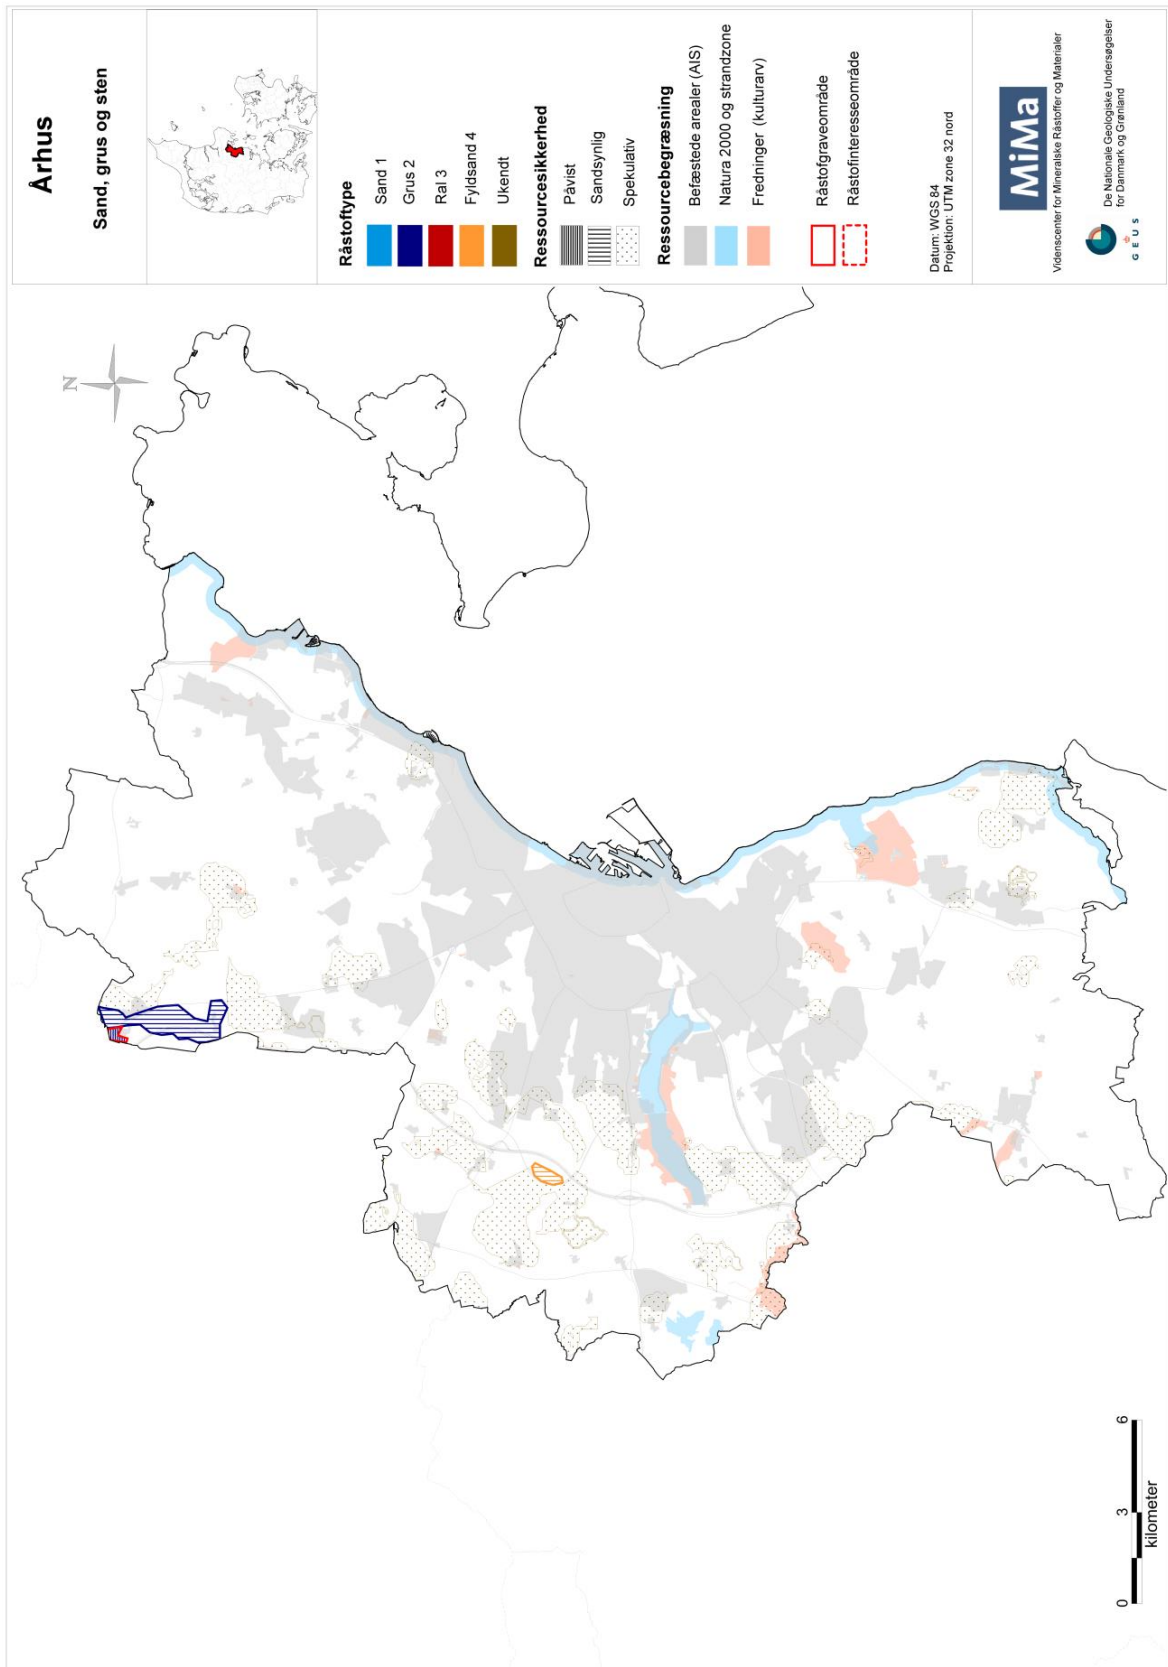 Århus
Sand, grus og sten
Råstoftype
Sand 1
Grus 2
Ral 3
Fyldsand 4
Ukendt
Ressourcesikkerhed
Påvist
Sandsynlig
Spekulativ
Ressourcebegræsning
Befæstede arealer (AIS)
Natura 2000 og strandzone
Fredninger (kulturarv)
Råstofgraveområde
Råstofinteresseområde
Datum: WGS 84
Projektion: UTM zone 32 nord
MiMa
Videnscenter for Mineralske Råstoffer og Materialer
G E U S
De Nationale Geologiske Undersøgelser
for Danmark og Grønland
N
0 3 6
kilometer